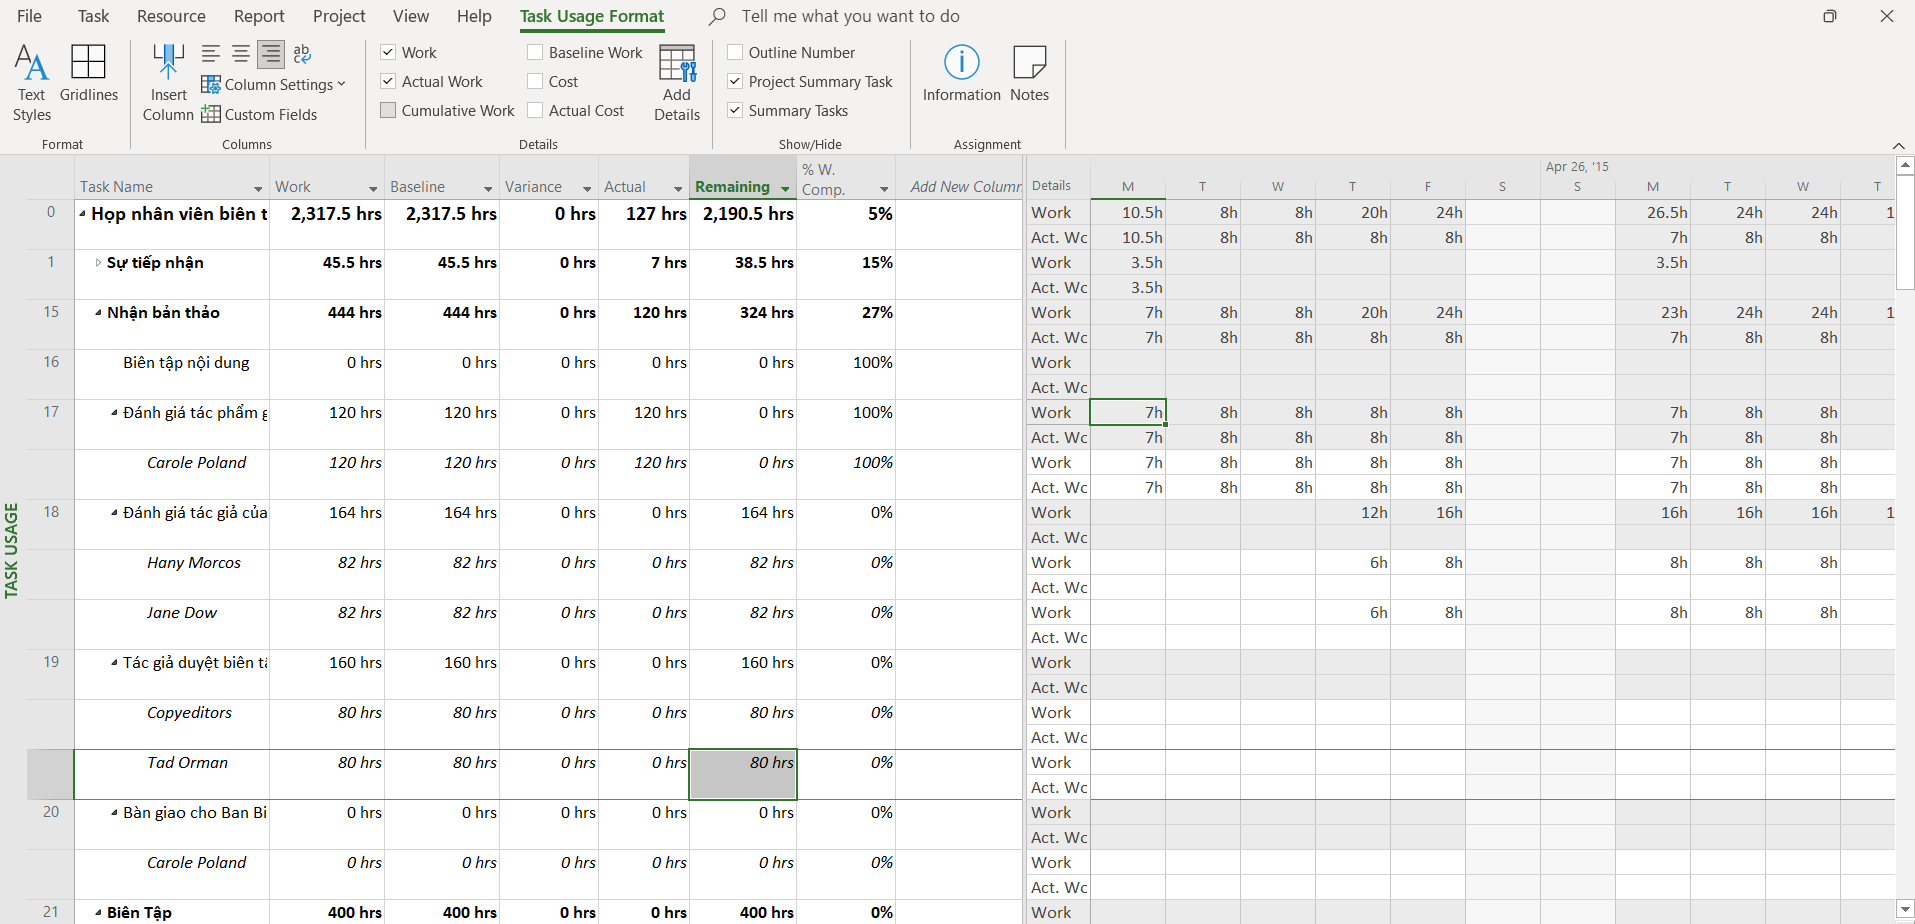 File Task Resource Report Project View Help Task Usage Format Tell me what you want to do
Text Styles
Gridlines
Format
Insert Column
ab
Column Settings
Custom Fields
Columns
Work
Actual Work
Cumulative Work
Baseline Work
Cost
Actual Cost
Add Details
Details
Outline Number
Project Summary Task
Summary Tasks
Show/Hide
Information
Notes
Assignment
TASK USAGE
Task Name Work Baseline Variance Actual Remaining % W. Comp. Add New Column
0 Họp nhân viên biên t 2,317.5 hrs 2,317.5 hrs 0 hrs 127 hrs 2,190.5 hrs 5%
1 Sự tiếp nhận 45.5 hrs 45.5 hrs 0 hrs 7 hrs 38.5 hrs 15%
15 Nhận bản thảo 444 hrs 444 hrs 0 hrs 120 hrs 324 hrs 27%
16 Biên tập nội dung 0 hrs 0 hrs 0 hrs 0 hrs 0 hrs 100%
17 Đánh giá tác phẩm g 120 hrs 120 hrs 0 hrs 120 hrs 0 hrs 100%
Carole Poland 120 hrs 120 hrs 0 hrs 120 hrs 0 hrs 100%
18 Đánh giá tác giả của 164 hrs 164 hrs 0 hrs 0 hrs 164 hrs 0%
Hany Morcos 82 hrs 82 hrs 0 hrs 0 hrs 82 hrs 0%
Jane Dow 82 hrs 82 hrs 0 hrs 0 hrs 82 hrs 0%
19 Tác giả duyệt biên tậ 160 hrs 160 hrs 0 hrs 0 hrs 160 hrs 0%
Copyeditors 80 hrs 80 hrs 0 hrs 0 hrs 80 hrs 0%
Tad Orman 80 hrs 80 hrs 0 hrs 0 hrs 80 hrs 0%
20 Bàn giao cho Ban Bi 0 hrs 0 hrs 0 hrs 0 hrs 0 hrs 0%
Carole Poland 0 hrs 0 hrs 0 hrs 0 hrs 0 hrs 0%
21 Biên Tập 400 hrs 400 hrs 0 hrs 0 hrs 400 hrs 0%
Apr 26, '15
Details M T W T F S S M T W T
Work 10.5h 8h 8h 20h 24h 26.5h 24h 24h 1
Act. Wc 10.5h 8h 8h 8h 8h 7h 8h 8h
Work 3.5h 3.5h
Act. Wc 3.5h
Work 7h 8h 8h 20h 24h 23h 24h 24h 1
Act. Wc 7h 8h 8h 8h 8h 7h 8h 8h
Work
Act. Wc
Work 7h 8h 8h 8h 8h 7h 8h 8h
Act. Wc 7h 8h 8h 8h 8h 7h 8h 8h
Work 7h 8h 8h 8h 8h 7h 8h 8h
Act. Wc 7h 8h 8h 8h 8h 7h 8h 8h
Work 12h 16h 16h 16h 16h 1
Act. Wc
Work 6h 8h 8h 8h 8h
Act. Wc
Work 6h 8h 8h 8h 8h
Act. Wc
Work
Act. Wc
Work
Act. Wc
Work
Act. Wc
Work
Act. Wc
Work
Act. Wc
Work